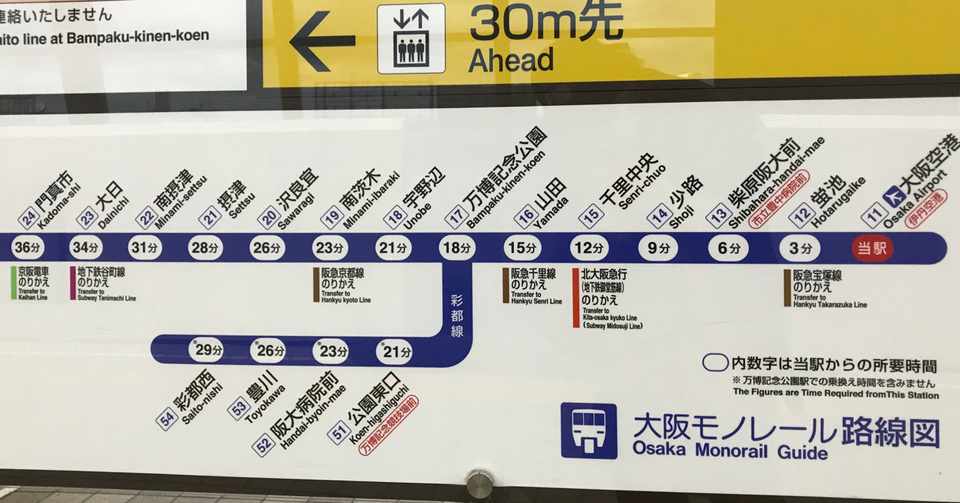 連絡いたしません
ito line at Bampaku-kinen-koen
30m先
Ahead
24 門真市 Kadoma-shi
23 大日 Dainichi
22 南摂津 Minami-settsu
21 摂津 Settsu
20 沢良宜 Sawaragi
19 南茨木 Minami-ibaraki
18 宇野辺 Unobe
17 万博記念公園 Bampaku-kinen-koen
16 山田 Yamada
15 千里中央 Senri-chuo
14 少路 Shoji
13 柴原阪大前 Shibahara-handai-mae
市立豊中病院前
12 蛍池 Hotarugaike
11 大阪空港 Osaka Airport
伊丹空港
36分 34分 31分 28分 26分 23分 21分 18分 15分 12分 9分 6分 3分 当駅
京阪電車
のりかえ
Transfer to
Keihan Line
地下鉄谷町線
のりかえ
Transfer to
Subway Tanimachi Line
阪急京都線
のりかえ
Transfer to
Hankyu kyoto Line
阪急千里線
のりかえ
Transfer to
Hankyu Senri Line
北大阪急行
(地下鉄御堂筋線)
のりかえ
Transfer to
Kita-osaka kyuko Line
(Subway Midosuji Line)
阪急宝塚線
のりかえ
Transfer to
Hankyu Takarazuka Line
彩都線
※29分 ※26分 ※23分 ※21分
54 彩都西 Saito-nishi
53 豊川 Toyokawa
52 阪大病院前 Handai-byoin-mae
51 公園東口 Koen-higashiguchi
万博記念競技場前
内数字は当駅からの所要時間
※ 万博記念公園駅での乗換え時間を含みません
The Figures are Time Required fromThis Station
大阪モノレール路線図
Osaka Monorail Guide